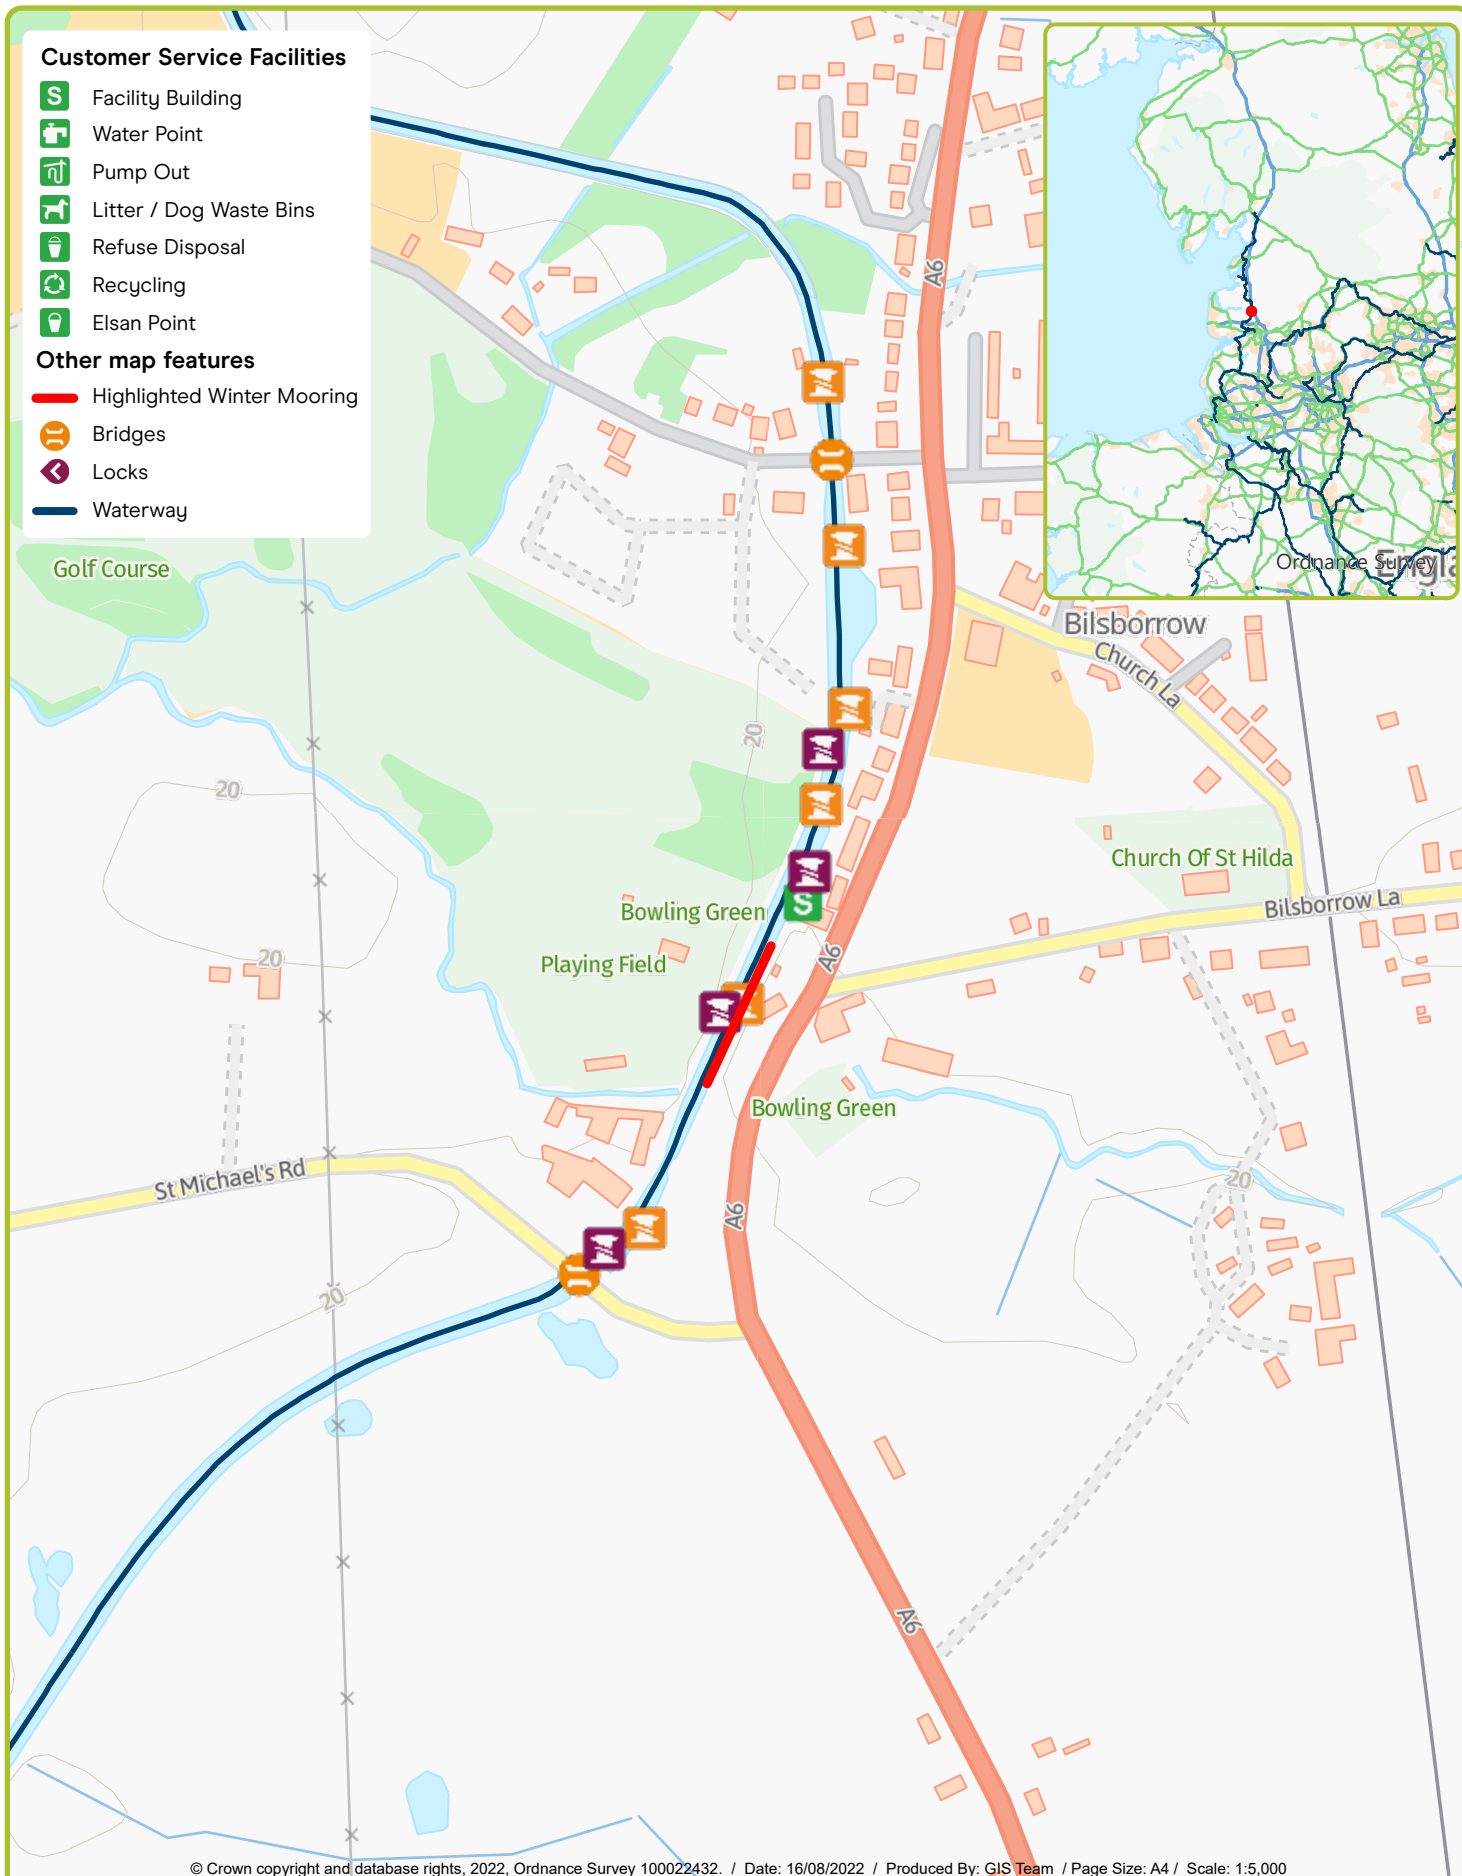 Customer Service Facilities
S Facility Building
Water Point
Pump Out
Litter / Dog Waste Bins
Refuse Disposal
Recycling
Elsan Point
Other map features
Highlighted Winter Mooring
Bridges
Locks
Waterway
A6
Ordnance Survey
Engla
Golf Course
Bilsborrow
Church La
20
20
Church Of St Hilda
Bilsborrow La
S
Bowling Green
Playing Field
20
A6
Bowling Green
St Michael's Rd
20
A6
20
A6
© Crown copyright and database rights, 2022, Ordnance Survey 100022432. / Date: 16/08/2022 / Produced By: GIS Team / Page Size: A4 / Scale: 1:5,000